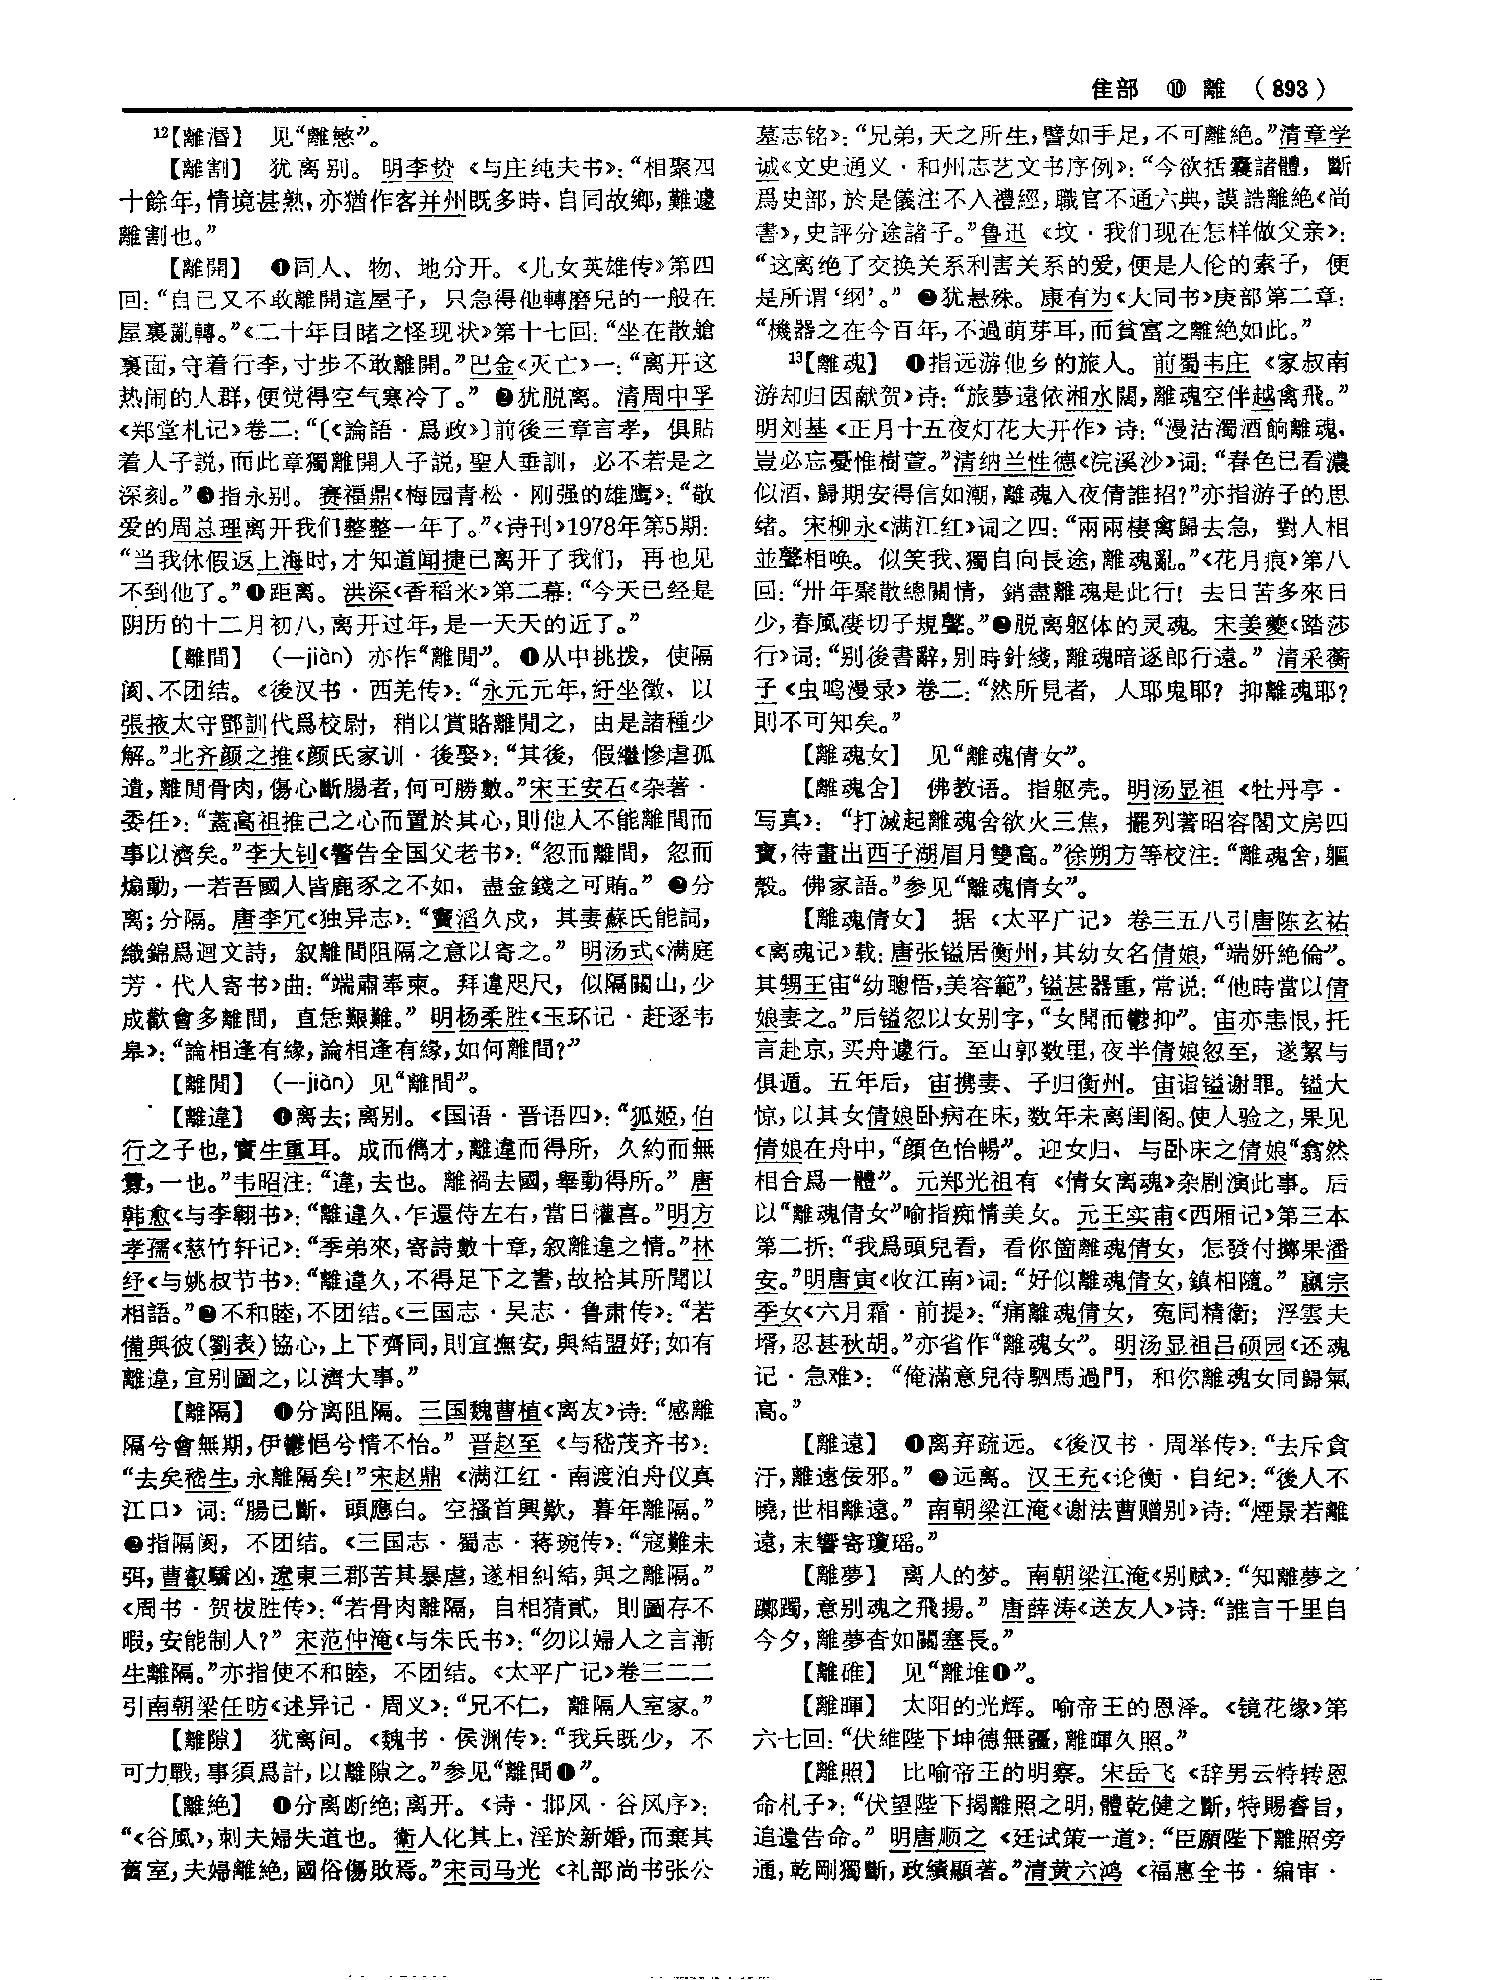 隹部 ⑩ 離 (893)
¹²【離湣】 见“離慜”。
【離割】 犹离别。 明李贽《与庄纯夫书》：“相聚四
十餘年，情境甚熟，亦猶作客并州既多時，自同故鄉，難遽
離割也。”
【離開】 ❶同人、物、地分开。《儿女英雄传》第四
回：“自己又不敢離開這屋子，只急得他轉磨兒的一般在
屋裏亂轉。”《二十年目睹之怪现状》第十七回：“坐在散艙
裏面，守着行李，寸步不敢離開。”巴金《灭亡》一：“离开这
热闹的人群，便觉得空气寒冷了。” ❷犹脱离。 清周中孚
《郑堂札记》卷二：“〔《論語·爲政》〕前後三章言孝，俱貼
着人子説，而此章獨離開人子説，聖人垂訓，必不若是之
深刻。”❸指永别。 赛福鼎《梅园青松·刚强的雄鹰》：“敬
爱的周总理离开我们整整一年了。”《诗刊》1978年第5期：
“当我休假返上海时，才知道闻捷已离开了我们，再也见
不到他了。”❹距离。 洪深《香稻米》第二幕：“今天已经是
阴历的十二月初八，离开过年，是一天天的近了。”
【離間】 (—jiàn) 亦作“離閒”。 ❶从中挑拨，使隔
阂、不团结。《後汉书·西羌传》：“永元元年，紆坐徵，以
張掖太守鄧訓代爲校尉，稍以賞賂離閒之，由是諸種少
解。”北齐颜之推《颜氏家训·後娶》：“其後，假繼慘虐孤
遺，離閒骨肉，傷心斷腸者，何可勝數。”宋王安石《杂著·
委任》：“蓋高祖推己之心而置於其心，則他人不能離間而
事以濟矣。”李大钊《警告全国父老书》：“忽而離間，忽而
煽動，一若吾國人皆鹿豕之不如，盡金錢之可賄。” ❷分
离；分隔。 唐李冗《独异志》：“竇滔久戍，其妻蘇氏能詞，
織錦爲迴文詩，叙離間阻隔之意以寄之。” 明汤式《满庭
芳·代人寄书》曲：“端肅奉柬。拜違咫尺，似隔關山，少
成歡會多離間，直恁艱難。” 明杨柔胜《玉环记·赶逐韦
皋》：“論相逢有緣，論相逢有緣，如何離間？”
【離閒】 (—jiàn) 见“離間”。
【離違】 ❶离去；离别。《国语·晋语四》：“狐姬，伯
行之子也，實生重耳。成而儁才，離違而得所，久約而無
釁，一也。”韦昭注：“違，去也。離禍去國，舉動得所。” 唐
韩愈《与李翱书》：“離違久，乍還侍左右，當日懽喜。”明方
孝孺《慈竹轩记》：“季弟來，寄詩數十章，叙離違之情。”林
纾《与姚叔节书》：“離違久，不得足下之書，故拾其所聞以
相語。”❷不和睦，不团结。《三国志·吴志·鲁肃传》：“若
備與彼(劉表)協心，上下齊同，則宜撫安，與結盟好；如有
離違，宜别圖之，以濟大事。”
【離隔】 ❶分离阻隔。三国魏曹植《离友》诗：“感離
隔兮會無期，伊鬱悒兮情不怡。” 晋赵至《与嵇茂齐书》：
“去矣嵇生，永離隔矣！”宋赵鼎《满江红·南渡泊舟仪真
江口》词：“腸已斷，頭應白。空搔首興歎，暮年離隔。”
❷指隔阂，不团结。《三国志·蜀志·蒋琬传》：“寇難未
弭，曹叡驕凶，遼東三郡苦其暴虐，遂相糾結，與之離隔。”
《周书·贺拔胜传》：“若骨肉離隔，自相猜貳，則圖存不
暇，安能制人？” 宋范仲淹《与朱氏书》：“勿以婦人之言漸
生離隔。”亦指使不和睦，不团结。《太平广记》卷三二二
引南朝梁任昉《述异记·周义》：“兄不仁，離隔人室家。”
【離隙】 犹离间。《魏书·侯渊传》：“我兵既少，不
可力戰，事須爲計，以離隙之。”参见“離間❶”。
【離絶】 ❶分离断绝；离开。《诗·邶风·谷风序》：
“《谷風》，刺夫婦失道也。衛人化其上，淫於新婚，而棄其
舊室，夫婦離絶，國俗傷敗焉。”宋司马光《礼部尚书张公
墓志铭》：“兄弟，天之所生，譬如手足，不可離絶。”清章学
诚《文史通义·和州志艺文书序例》：“今欲括囊諸體，斷
爲史部，於是儀注不入禮經，職官不通六典，謨誥離絶《尚
書》，史評分途諸子。”鲁迅《坟·我们现在怎样做父亲》：
“这离绝了交换关系利害关系的爱，便是人伦的索子，便
是所谓‘纲’。” ❷犹悬殊。 康有为《大同书》庚部第二章：
“機器之在今百年，不過萌芽耳，而貧富之離絶如此。”
¹³【離魂】 ❶指远游他乡的旅人。前蜀韦庄《家叔南
游却归因献贺》诗：“旅夢遠依湘水闊，離魂空伴越禽飛。”
明刘基《正月十五夜灯花大开作》诗：“漫沽濁酒餉離魂，
豈必忘憂惟樹萱。”清纳兰性德《浣溪沙》词：“春色已看濃
似酒，歸期安得信如潮，離魂入夜倩誰招？”亦指游子的思
绪。宋柳永《满江红》词之四：“兩兩棲禽歸去急，對人相
並聲相唤。似笑我、獨自向長途，離魂亂。”《花月痕》第八
回：“卅年聚散總關情，銷盡離魂是此行！去日苦多來日
少，春風凄切子規聲。”❷脱离躯体的灵魂。宋姜夔《踏莎
行》词：“别後書辭，别時針綫，離魂暗逐郎行遠。” 清采蘅
子《虫鸣漫录》卷二：“然所見者，人耶鬼耶？抑離魂耶？
則不可知矣。”
【離魂女】 见“離魂倩女”。
【離魂舍】 佛教语。指躯壳。明汤显祖《牡丹亭·
写真》：“打滅起離魂舍欲火三焦，擺列著昭容閣文房四
寶，待畫出西子湖眉月雙高。”徐朔方等校注：“離魂舍，軀
殼。佛家語。”参见“離魂倩女”。
【離魂倩女】 据《太平广记》卷三五八引唐陈玄祐
《离魂记》载：唐张镒居衡州，其幼女名倩娘，“端妍絶倫”。
其甥王宙“幼聰悟，美容範”，镒甚器重，常说：“他時當以倩
娘妻之。”后镒忽以女别字，“女聞而鬱抑”。宙亦恚恨，托
言赴京，买舟遽行。至山郭数里，夜半倩娘忽至，遂絜与
俱遁。五年后，宙携妻、子归衡州。宙诣镒谢罪。镒大
惊，以其女倩娘卧病在床，数年未离闺阁。使人验之，果见
倩娘在舟中，“顔色怡暢”。迎女归，与卧床之倩娘“翕然
相合爲一體”。元郑光祖有《倩女离魂》杂剧演此事。后
以“離魂倩女”喻指痴情美女。元王实甫《西厢记》第三本
第二折：“我爲頭兒看，看你箇離魂倩女，怎發付擲果潘
安。”明唐寅《收江南》词：“好似離魂倩女，鎮相隨。” 嬴宗
季女《六月霜·前提》：“痛離魂倩女，冤同精衛；浮雲夫
壻，忍甚秋胡。”亦省作“離魂女”。明汤显祖吕硕园《还魂
记·急难》：“俺滿意兒待駟馬過門，和你離魂女同歸氣
高。”
【離遠】 ❶离弃疏远。《後汉书·周举传》：“去斥貪
汙，離遠佞邪。” ❷远离。汉王充《论衡·自纪》：“後人不
曉，世相離遠。” 南朝梁江淹《谢法曹赠别》诗：“煙景若離
遠，末響寄瓊瑶。”
【離夢】 离人的梦。南朝梁江淹《别赋》：“知離夢之
躑躅，意别魂之飛揚。” 唐薛涛《送友人》诗：“誰言千里自
今夕，離夢杳如關塞長。”
【離碓】 见“離堆❶”。
【離暉】 太阳的光辉。喻帝王的恩泽。《镜花缘》第
六七回：“伏維陛下坤德無疆，離暉久照。”
【離照】 比喻帝王的明察。宋岳飞《辞男云特转恩
命札子》：“伏望陛下揭離照之明，體乾健之斷，特賜睿旨，
追還告命。” 明唐顺之《廷试策一道》：“臣願陛下離照旁
通，乾剛獨斷，政績顯著。”清黄六鸿《福惠全书·编审·